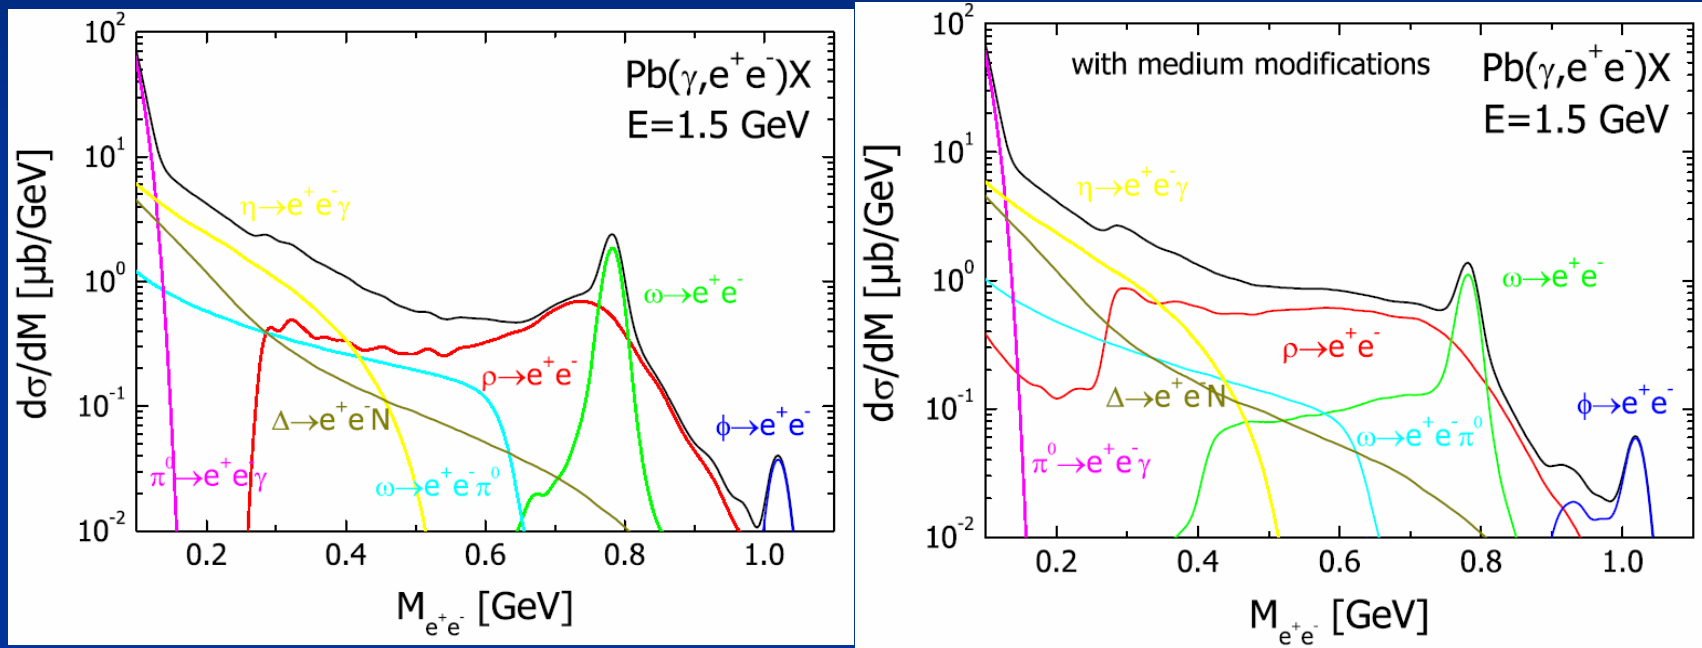 10²
10¹
10⁰
10⁻¹
10⁻²
dσ/dM [μb/GeV]
Pb(γ,e⁺e⁻)X
E=1.5 GeV
η→e⁺e⁻γ
ω→e⁺e⁻
ρ→e⁺e⁻
Δ→e⁺e⁻N
φ→e⁺e⁻
π⁰→e⁺e⁻γ
ω→e⁺e⁻π⁰
0.2 0.4 0.6 0.8 1.0
Mₑ⁺ₑ⁻ [GeV]
10²
10¹
10⁰
10⁻¹
10⁻²
dσ/dM [μb/GeV]
with medium modifications
Pb(γ,e⁺e⁻)X
E=1.5 GeV
η→e⁺e⁻γ
ω→e⁺e⁻
ρ→e⁺e⁻
Δ→e⁺e⁻N
φ→e⁺e⁻
ω→e⁺e⁻π⁰
π⁰→e⁺e⁻γ
0.2 0.4 0.6 0.8 1.0
Mₑ⁺ₑ⁻ [GeV]